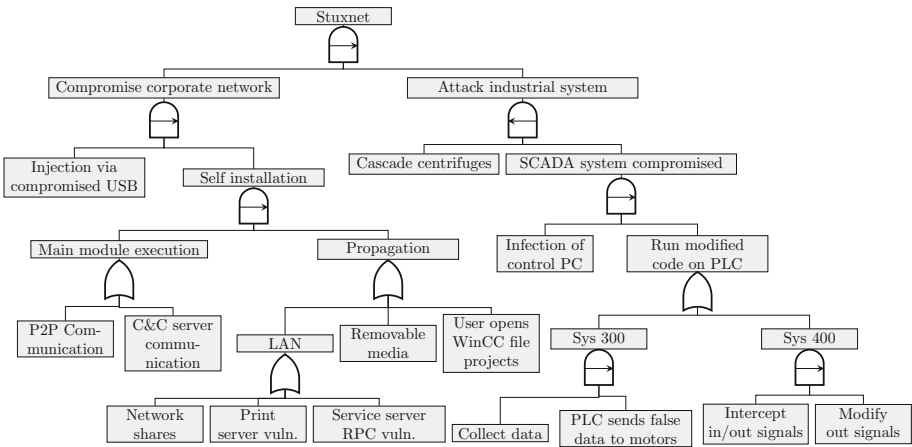 Stuxnet
Compromise corporate network
Attack industrial system
Injection via
compromised USB
Self installation
Cascade centrifuges
SCADA system compromised
Main module execution
Propagation
Infection of
control PC
Run modified
code on PLC
P2P Com-
munication
C&C server
commu-
nication
LAN
Removable
media
User opens
WinCC file
projects
Sys 300
Sys 400
Network
shares
Print
server vuln.
Service server
RPC vuln.
Collect data
PLC sends false
data to motors
Intercept
in/out signals
Modify
out signals